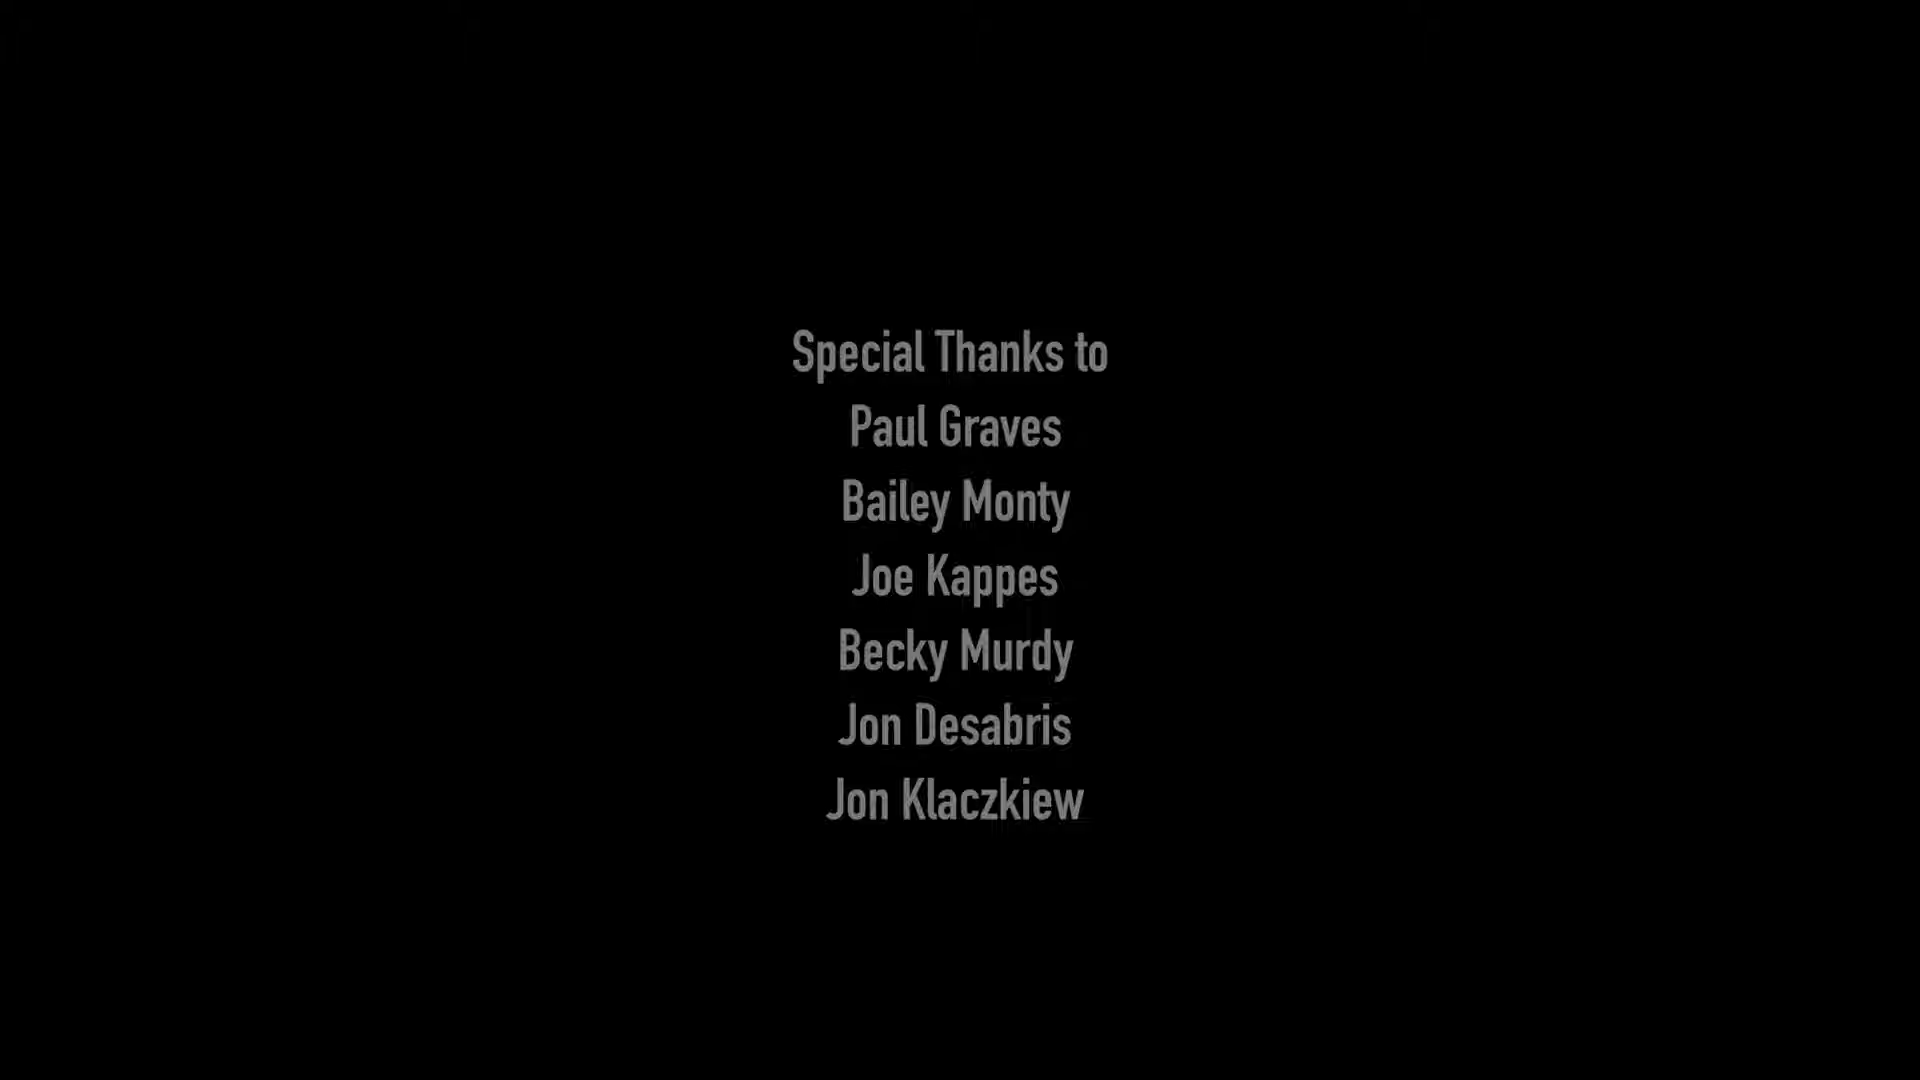 Special Thanks to
Paul Graves
Bailey Monty
Joe Kappes
Becky Murdy
Jon Desabris
Jon Klaczkiew